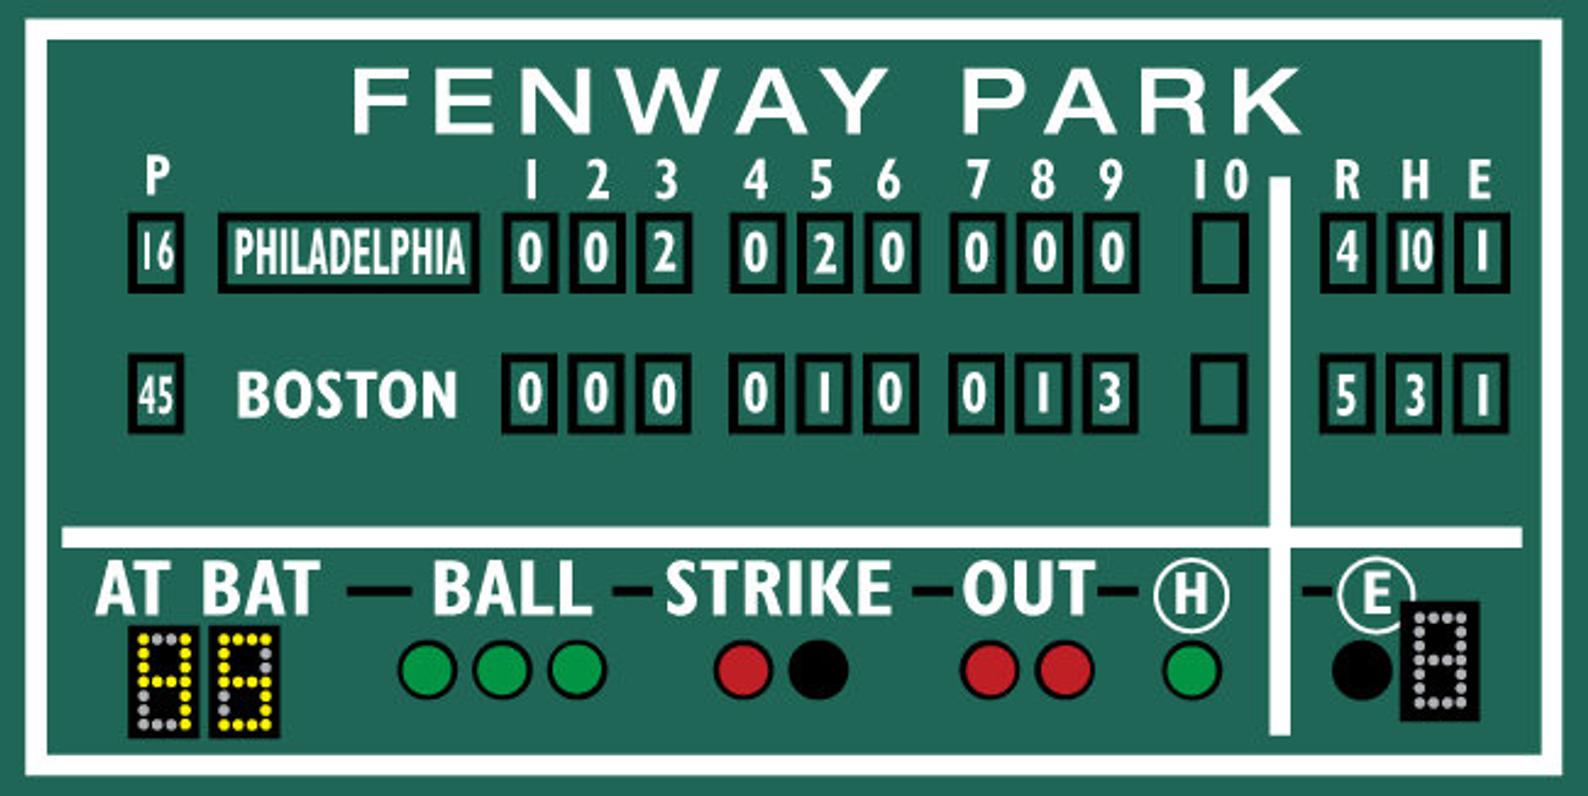 FENWAY PARK
P 1 2 3 4 5 6 7 8 9 10 R H E
16 PHILADELPHIA 0 0 2 0 2 0 0 0 0 4 10 1
45 BOSTON 0 0 0 0 1 0 0 1 3 5 3 1
AT BAT — BALL — STRIKE — OUT — H — E
45